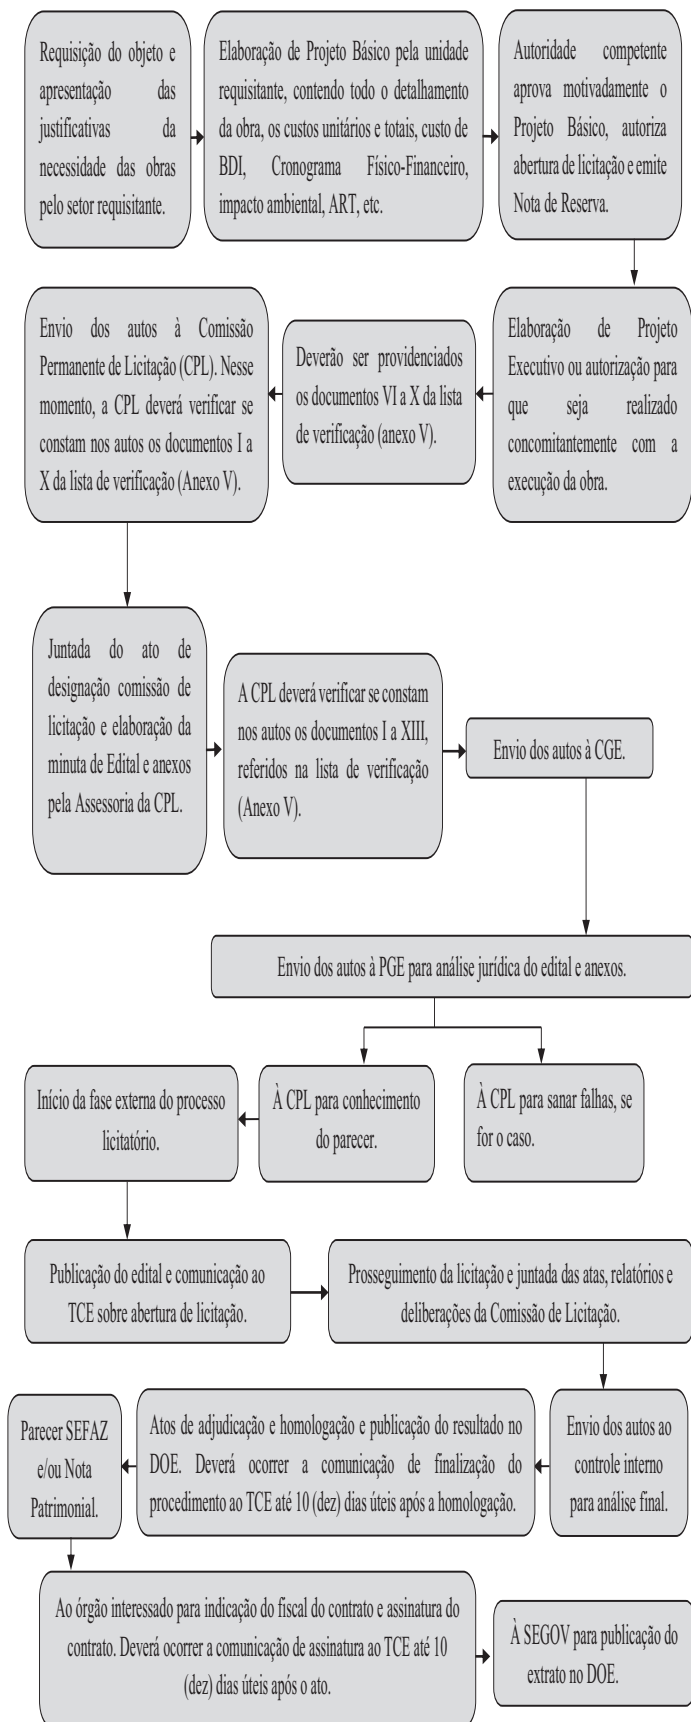 Requisição do objeto e
apresentação das
justificativas da
necessidade das obras
pelo setor requisitante.
Elaboração de Projeto Básico pela unidade
requisitante, contendo todo o detalhamento
da obra, os custos unitários e totais, custo de
BDI, Cronograma Físico-Financeiro,
impacto ambiental, ART, etc.
Autoridade competente
aprova motivadamente o
Projeto Básico, autoriza
abertura de licitação e emite
Nota de Reserva.
Elaboração de Projeto
Executivo ou autorização para
que seja realizado
concomitantemente com a
execução da obra.
Deverão ser providenciados
os documentos VI a X da lista
de verificação (anexo V).
Envio dos autos à Comissão
Permanente de Licitação (CPL). Nesse
momento, a CPL deverá verificar se
constam nos autos os documentos I a
X da lista de verificação (Anexo V).
Juntada do ato de
designação comissão de
licitação e elaboração da
minuta de Edital e anexos
pela Assessoria da CPL.
A CPL deverá verificar se constam
nos autos os documentos I a XIII,
referidos na lista de verificação
(Anexo V).
Envio dos autos à CGE.
Envio dos autos à PGE para análise jurídica do edital e anexos.
À CPL para sanar falhas, se
for o caso.
À CPL para conhecimento
do parecer.
Início da fase externa do processo
licitatório.
Publicação do edital e comunicação ao
TCE sobre abertura de licitação.
Prosseguimento da licitação e juntada das atas, relatórios e
deliberações da Comissão de Licitação.
Envio dos autos ao
controle interno
para análise final.
Atos de adjudicação e homologação e publicação do resultado no
DOE. Deverá ocorrer a comunicação de finalização do
procedimento ao TCE até 10 (dez) dias úteis após a homologação.
Parecer SEFAZ
e/ou Nota
Patrimonial.
Ao órgão interessado para indicação do fiscal do contrato e assinatura do
contrato. Deverá ocorrer a comunicação de assinatura ao TCE até 10
(dez) dias úteis após o ato.
À SEGOV para publicação do
extrato no DOE.